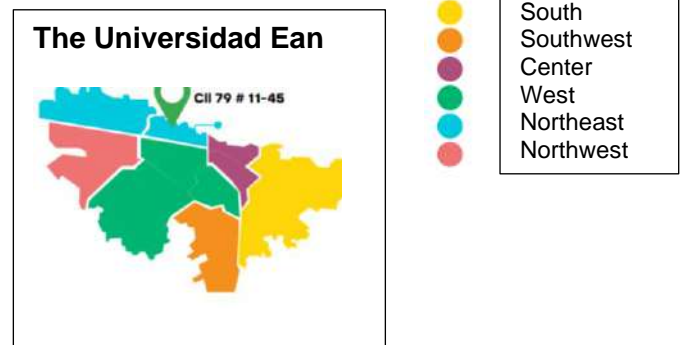 The Universidad Ean
Cll 79 # 11-45
South
Southwest
Center
West
Northeast
Northwest